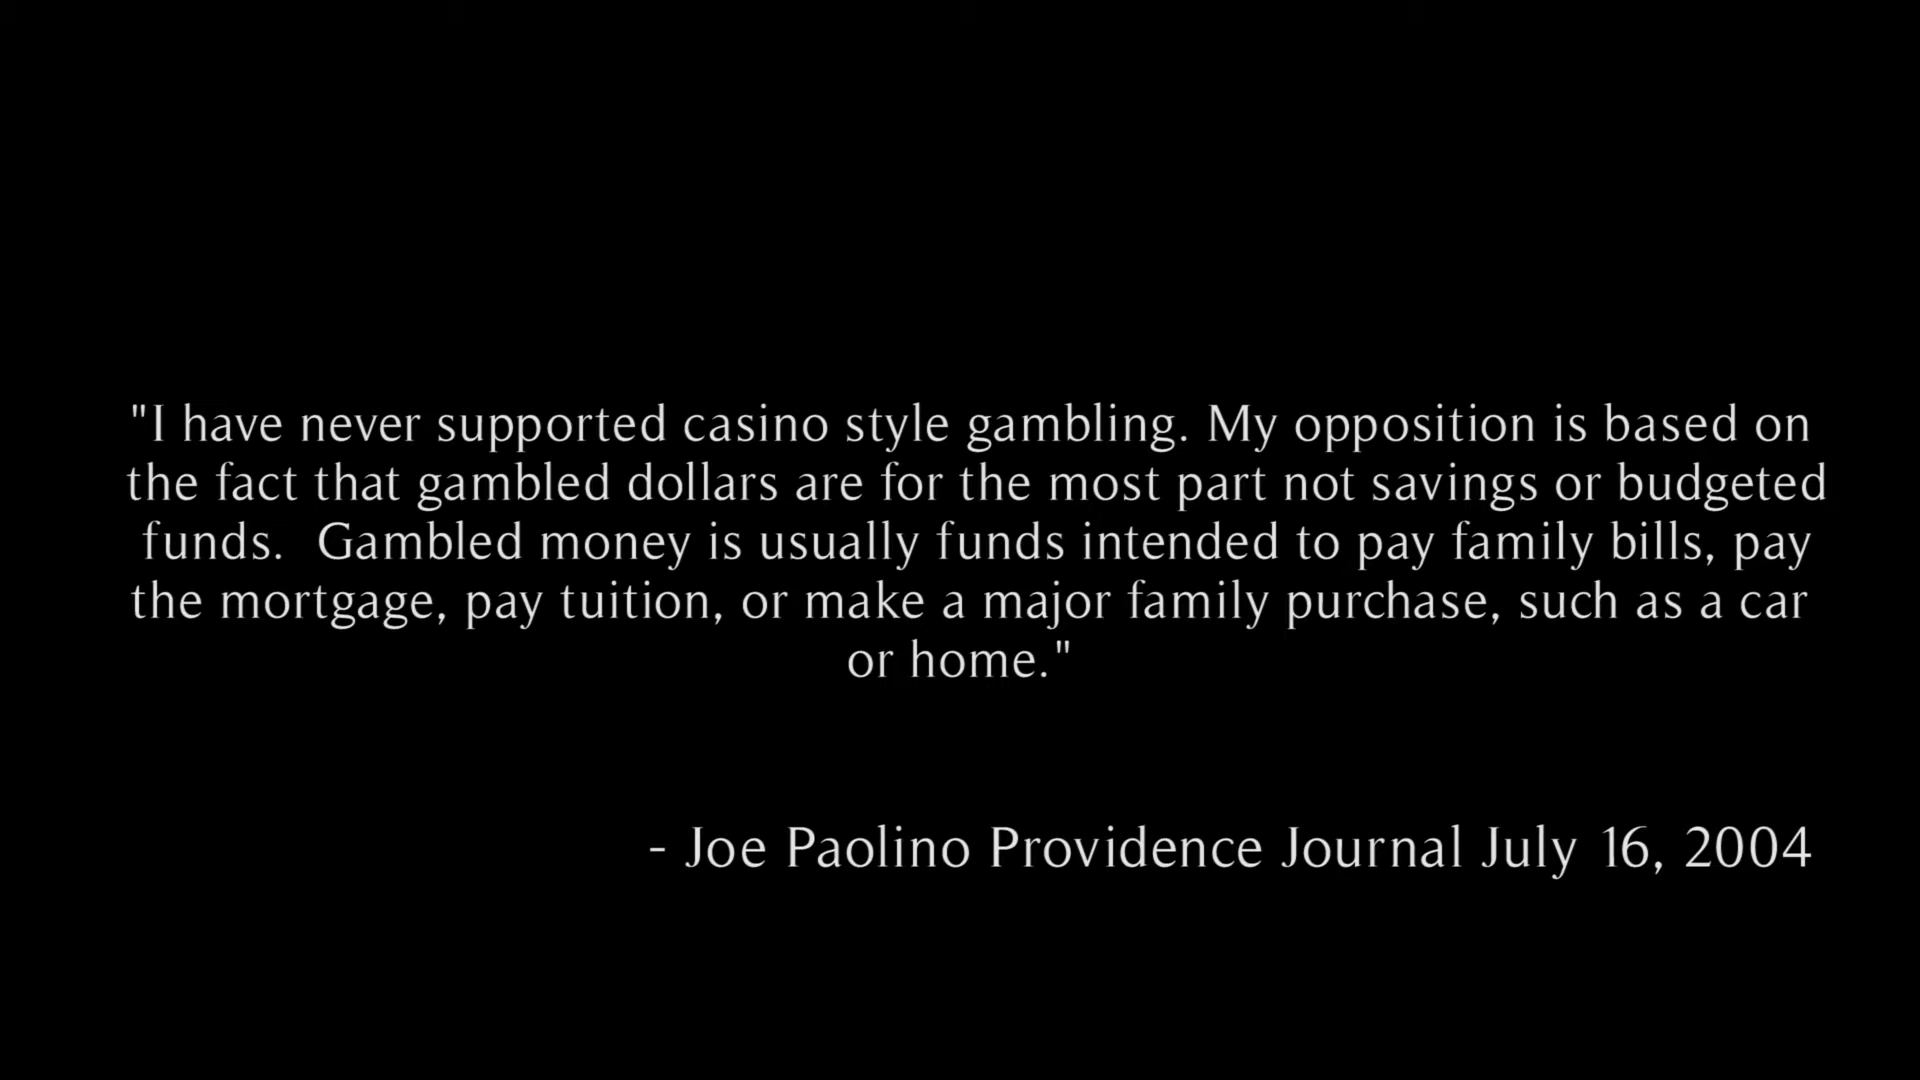 "I have never supported casino style gambling. My opposition is based on
the fact that gambled dollars are for the most part not savings or budgeted
funds.  Gambled money is usually funds intended to pay family bills, pay
the mortgage, pay tuition, or make a major family purchase, such as a car
or home."
- Joe Paolino Providence Journal July 16, 2004